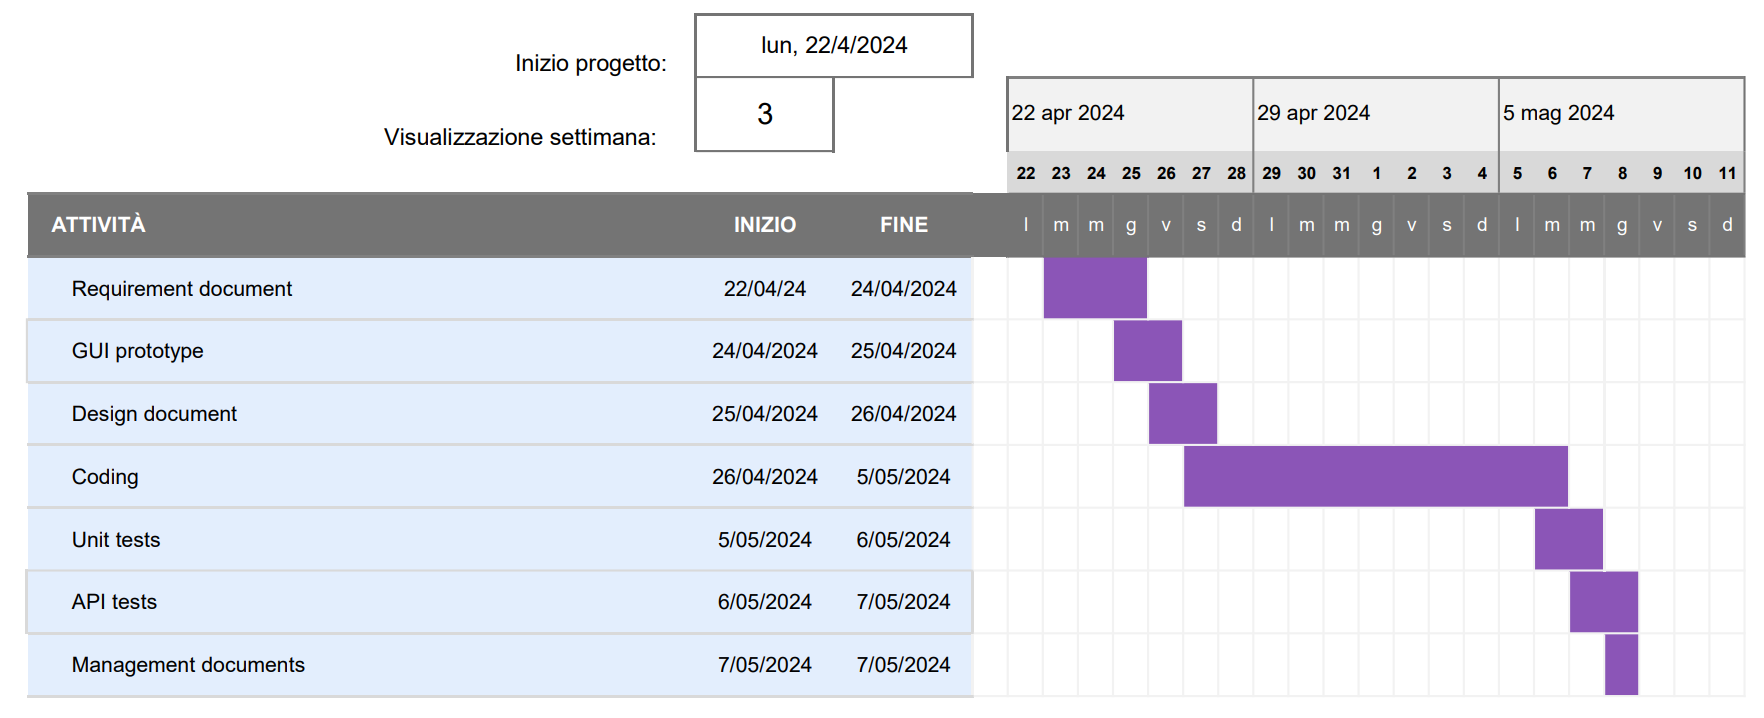 lun, 22/4/2024
Inizio progetto:
3
Visualizzazione settimana:
22 apr 2024 29 apr 2024 5 mag 2024
22 23 24 25 26 27 28 29 30 31 1 2 3 4 5 6 7 8 9 10 11
ATTIVITÀ INIZIO FINE l m m g v s d l m m g v s d l m m g v s d
Requirement document 22/04/24 24/04/2024
GUI prototype 24/04/2024 25/04/2024
Design document 25/04/2024 26/04/2024
Coding 26/04/2024 5/05/2024
Unit tests 5/05/2024 6/05/2024
API tests 6/05/2024 7/05/2024
Management documents 7/05/2024 7/05/2024